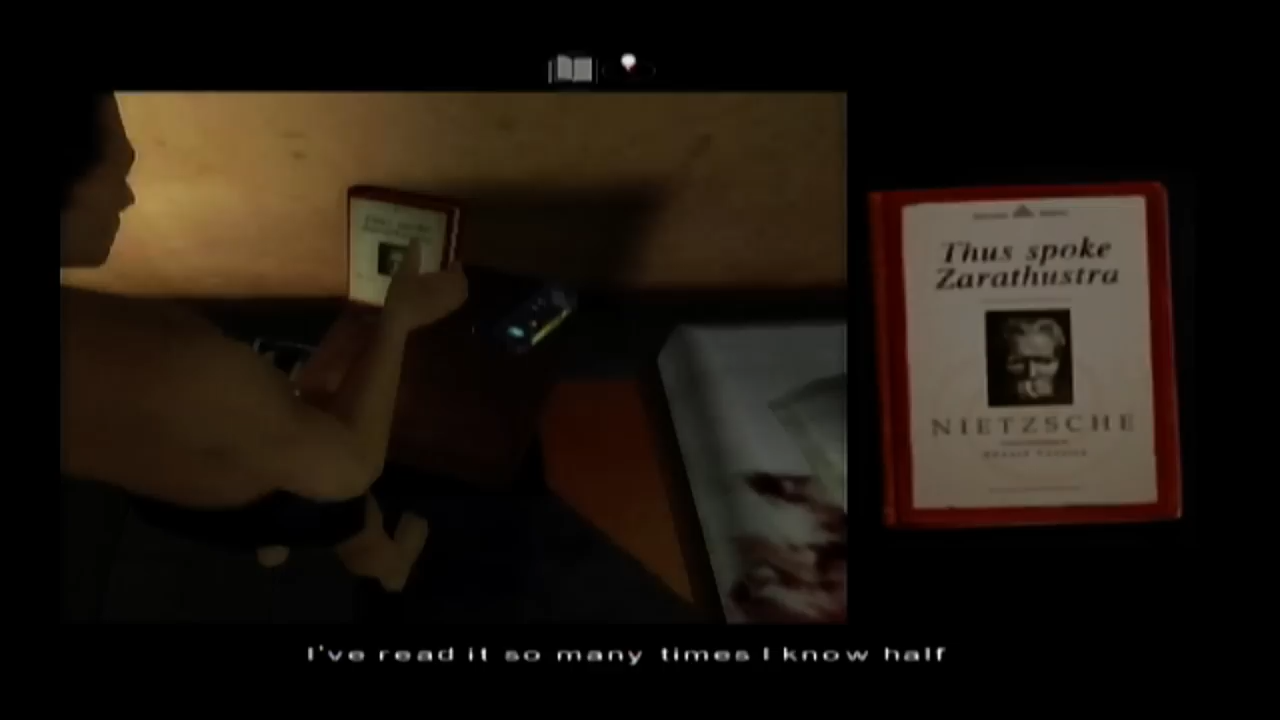 Thus spoke
Zarathustra
NIETZSCHE
I've read it so many times I know half